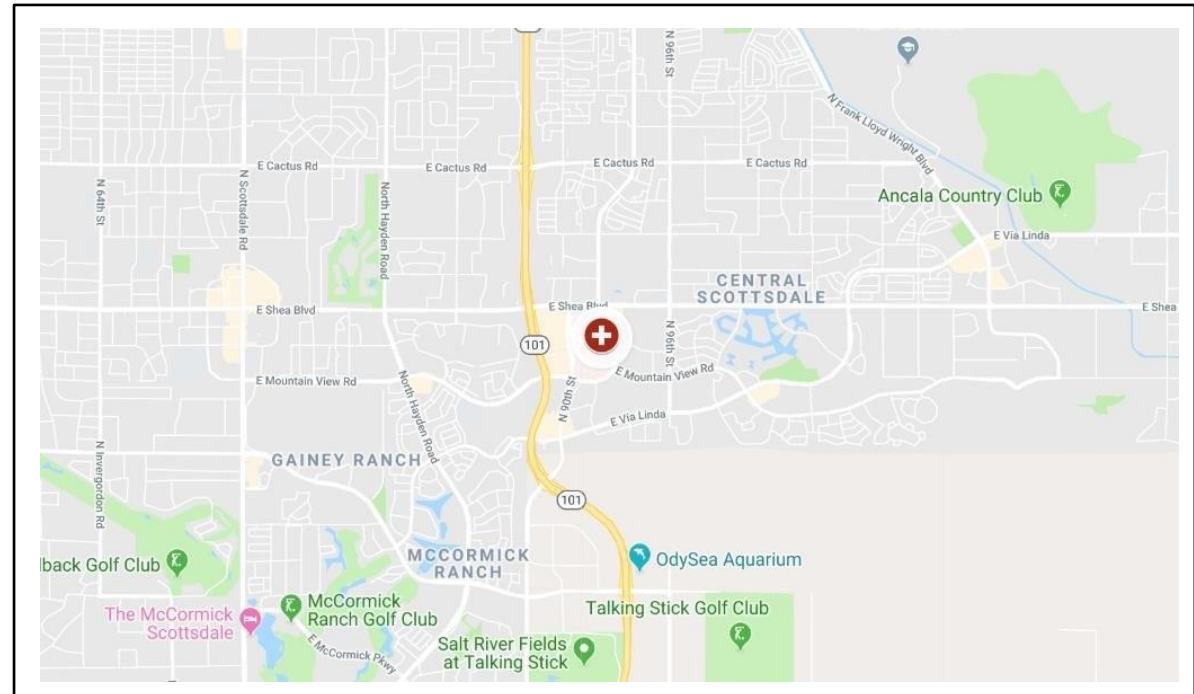 N 96th St
N Frank Lloyd Wright Blvd
E Cactus Rd
E Cactus Rd
E Cactus Rd
E Cactus Rd
N 64th St
N Scottsdale Rd
North Hayden Road
Ancala Country Club
E Via Linda
CENTRAL
SCOTTSDALE
E Shea Blvd
E Shea Blvd
E Shea
101
N 96th St
E Mountain View Rd
E Mountain View Rd
North Hayden Road
N 90th St
E Via Linda
N Invergordon Rd
GAINEY RANCH
101
MCCORMICK
RANCH
OdySea Aquarium
lback Golf Club
The McCormick
Scottsdale
McCormick
Ranch Golf Club
E McCormick Pkwy
Talking Stick Golf Club
Salt River Fields
at Talking Stick